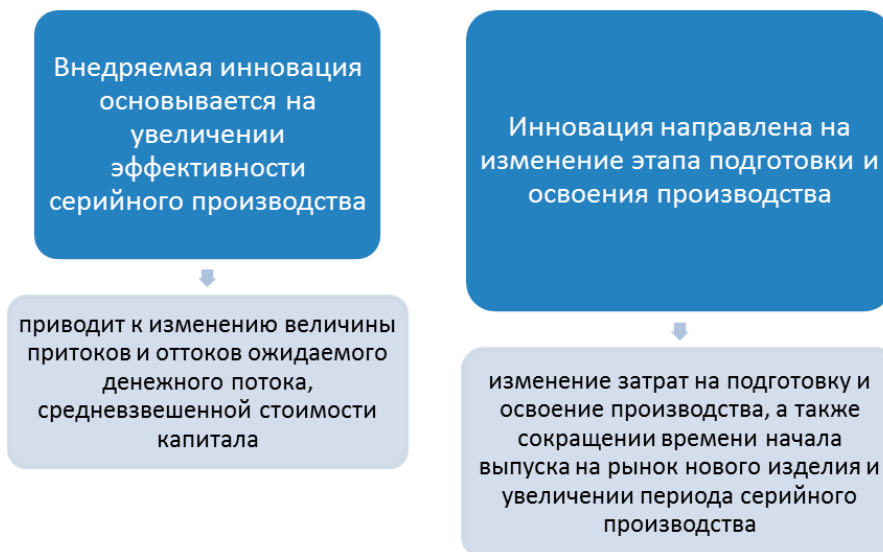 Внедряемая инновация
основывается на
увеличении
эффективности
серийного производства
приводит к изменению величины
притоков и оттоков ожидаемого
денежного потока,
средневзвешенной стоимости
капитала
Инновация направлена на
изменение этапа подготовки и
освоения производства
изменение затрат на подготовку и
освоение производства, а также
сокращении времени начала
выпуска на рынок нового изделия и
увеличении периода серийного
производства